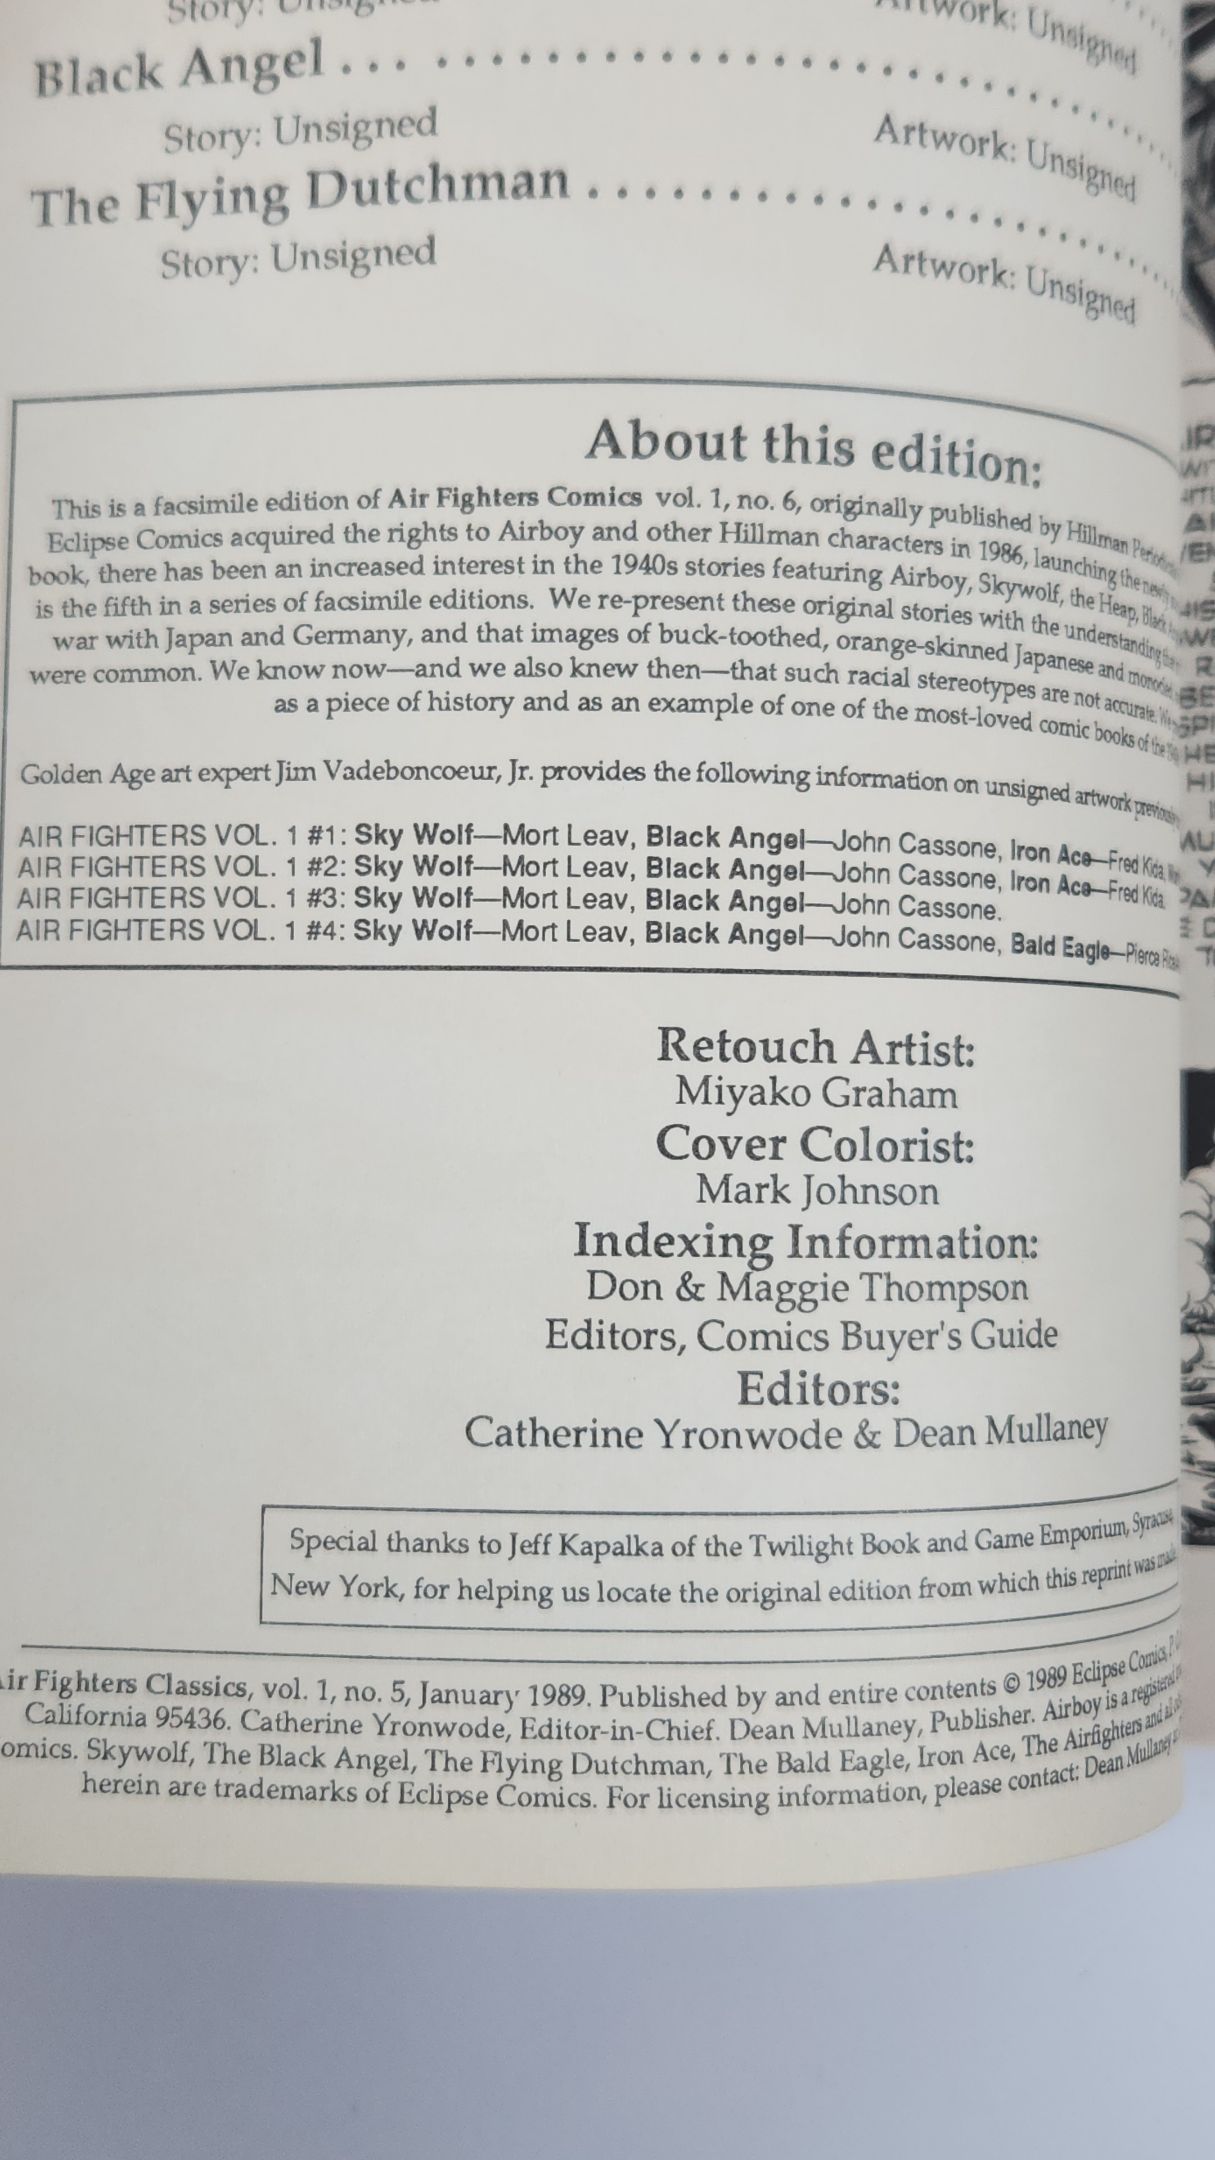 Story: Unsigned
Artwork: Unsigned
Black Angel . . . . . . . . . . . . . . . . . . . . . . . . . .
Story: Unsigned
Artwork: Unsigned
The Flying Dutchman . . . . . . . . . . . . . . . . . . . .
Story: Unsigned
Artwork: Unsigned
About this edition:
This is a facsimile edition of Air Fighters Comics vol. 1, no. 6, originally published by Hillman
Eclipse Comics acquired the rights to Airboy and other Hillman characters in 1986, launching the
book, there has been an increased interest in the 1940s stories featuring Airboy, Skywolf, the Heap, Black
is the fifth in a series of facsimile editions. We re-present these original stories with the understanding
war with Japan and Germany, and that images of buck-toothed, orange-skinned Japanese and
were common. We know now—and we also knew then—that such racial stereotypes are not accurate.
as a piece of history and as an example of one of the most-loved comic books of the
Golden Age art expert Jim Vadeboncoeur, Jr. provides the following information on unsigned artwork
AIR FIGHTERS VOL. 1 #1: Sky Wolf—Mort Leav, Black Angel—John Cassone, Iron Ace—Fred Kida,
AIR FIGHTERS VOL. 1 #2: Sky Wolf—Mort Leav, Black Angel—John Cassone, Iron Ace—Fred Kida.
AIR FIGHTERS VOL. 1 #3: Sky Wolf—Mort Leav, Black Angel—John Cassone.
AIR FIGHTERS VOL. 1 #4: Sky Wolf—Mort Leav, Black Angel—John Cassone, Bald Eagle—Pierce
Retouch Artist:
Miyako Graham
Cover Colorist:
Mark Johnson
Indexing Information:
Don & Maggie Thompson
Editors, Comics Buyer's Guide
Editors:
Catherine Yronwode & Dean Mullaney
Special thanks to Jeff Kapalka of the Twilight Book and Game Emporium, Syracuse,
New York, for helping us locate the original edition from which this reprint was made.
ir Fighters Classics, vol. 1, no. 5, January 1989. Published by and entire contents © 1989 Eclipse Comics, P.
California 95436. Catherine Yronwode, Editor-in-Chief. Dean Mullaney, Publisher. Airboy is a registered
omics. Skywolf, The Black Angel, The Flying Dutchman, The Bald Eagle, Iron Ace, The Airfighters and
herein are trademarks of Eclipse Comics. For licensing information, please contact: Dean Mullaney